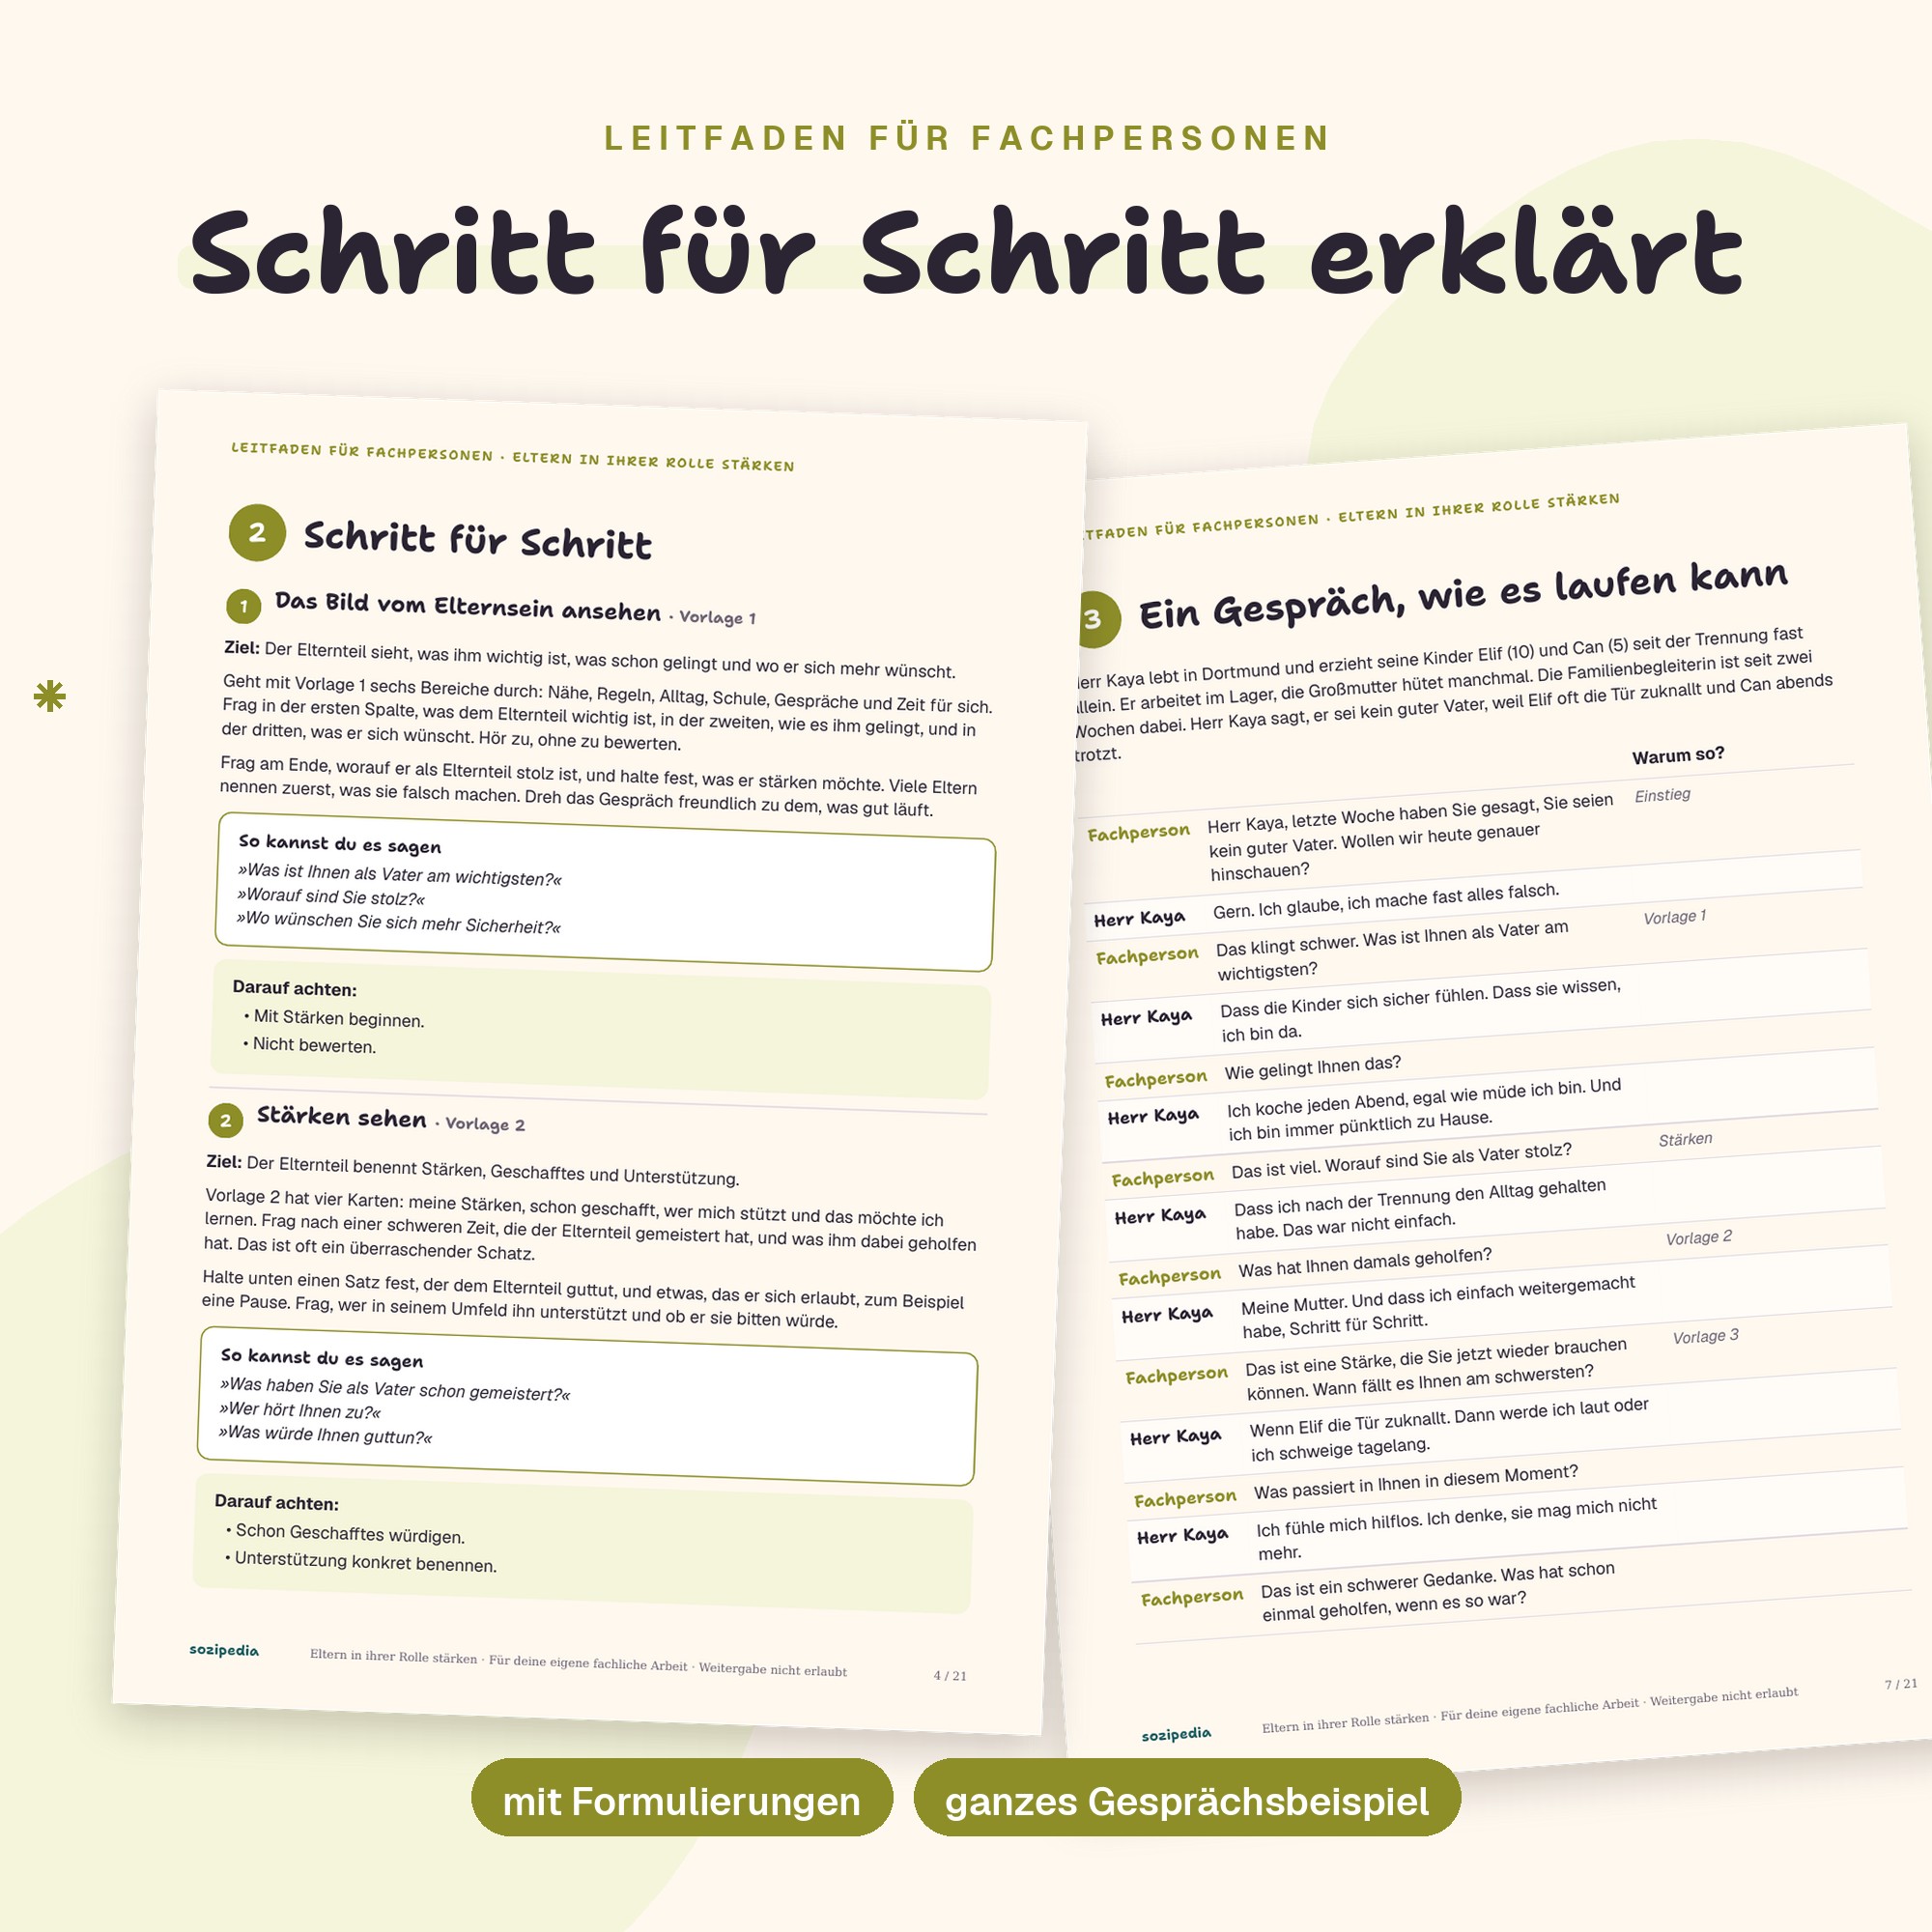 LEITFADEN FÜR FACHPERSONEN
Schritt für Schritt erklärt
LEITFADEN FÜR FACHPERSONEN · ELTERN IN IHRER ROLLE STÄRKEN
2 Schritt für Schritt
1 Das Bild vom Elternsein ansehen · Vorlage 1
Ziel: Der Elternteil sieht, was ihm wichtig ist, was schon gelingt und wo er sich mehr wünscht.
Geht mit Vorlage 1 sechs Bereiche durch: Nähe, Regeln, Alltag, Schule, Gespräche und Zeit für sich.
Frag in der ersten Spalte, was dem Elternteil wichtig ist, in der zweiten, wie es ihm gelingt, und in
der dritten, was er sich wünscht. Hör zu, ohne zu bewerten.
Frag am Ende, worauf er als Elternteil stolz ist, und halte fest, was er stärken möchte. Viele Eltern
nennen zuerst, was sie falsch machen. Dreh das Gespräch freundlich zu dem, was gut läuft.
So kannst du es sagen
»Was ist Ihnen als Vater am wichtigsten?«
»Worauf sind Sie stolz?«
»Wo wünschen Sie sich mehr Sicherheit?«
Darauf achten:
• Mit Stärken beginnen.
• Nicht bewerten.
2 Stärken sehen · Vorlage 2
Ziel: Der Elternteil benennt Stärken, Geschafftes und Unterstützung.
Vorlage 2 hat vier Karten: meine Stärken, schon geschafft, wer mich stützt und das möchte ich
lernen. Frag nach einer schweren Zeit, die der Elternteil gemeistert hat, und was ihm dabei geholfen
hat. Das ist oft ein überraschender Schatz.
Halte unten einen Satz fest, der dem Elternteil guttut, und etwas, das er sich erlaubt, zum Beispiel
eine Pause. Frag, wer in seinem Umfeld ihn unterstützt und ob er sie bitten würde.
So kannst du es sagen
»Was haben Sie als Vater schon gemeistert?«
»Wer hört Ihnen zu?«
»Was würde Ihnen guttun?«
Darauf achten:
• Schon Geschafftes würdigen.
• Unterstützung konkret benennen.
sozipedia Eltern in ihrer Rolle stärken · Für deine eigene fachliche Arbeit · Weitergabe nicht erlaubt 4 / 21
TFADEN FÜR FACHPERSONEN · ELTERN IN IHRER ROLLE STÄRKEN
3 Ein Gespräch, wie es laufen kann
err Kaya lebt in Dortmund und erzieht seine Kinder Elif (10) und Can (5) seit der Trennung fast
llein. Er arbeitet im Lager, die Großmutter hütet manchmal. Die Familienbegleiterin ist seit zwei
Wochen dabei. Herr Kaya sagt, er sei kein guter Vater, weil Elif oft die Tür zuknallt und Can abends
trotzt.
Warum so?
Fachperson Herr Kaya, letzte Woche haben Sie gesagt, Sie seien Einstieg
kein guter Vater. Wollen wir heute genauer
hinschauen?
Herr Kaya Gern. Ich glaube, ich mache fast alles falsch.
Fachperson Das klingt schwer. Was ist Ihnen als Vater am Vorlage 1
wichtigsten?
Herr Kaya Dass die Kinder sich sicher fühlen. Dass sie wissen,
ich bin da.
Fachperson Wie gelingt Ihnen das?
Herr Kaya Ich koche jeden Abend, egal wie müde ich bin. Und
ich bin immer pünktlich zu Hause.
Fachperson Das ist viel. Worauf sind Sie als Vater stolz? Stärken
Herr Kaya Dass ich nach der Trennung den Alltag gehalten
habe. Das war nicht einfach.
Fachperson Was hat Ihnen damals geholfen? Vorlage 2
Herr Kaya Meine Mutter. Und dass ich einfach weitergemacht
habe, Schritt für Schritt.
Fachperson Das ist eine Stärke, die Sie jetzt wieder brauchen Vorlage 3
können. Wann fällt es Ihnen am schwersten?
Herr Kaya Wenn Elif die Tür zuknallt. Dann werde ich laut oder
ich schweige tagelang.
Fachperson Was passiert in Ihnen in diesem Moment?
Herr Kaya Ich fühle mich hilflos. Ich denke, sie mag mich nicht
mehr.
Fachperson Das ist ein schwerer Gedanke. Was hat schon
einmal geholfen, wenn es so war?
sozipedia Eltern in ihrer Rolle stärken · Für deine eigene fachliche Arbeit · Weitergabe nicht erlaubt 7 / 21
mit Formulierungen
ganzes Gesprächsbeispiel